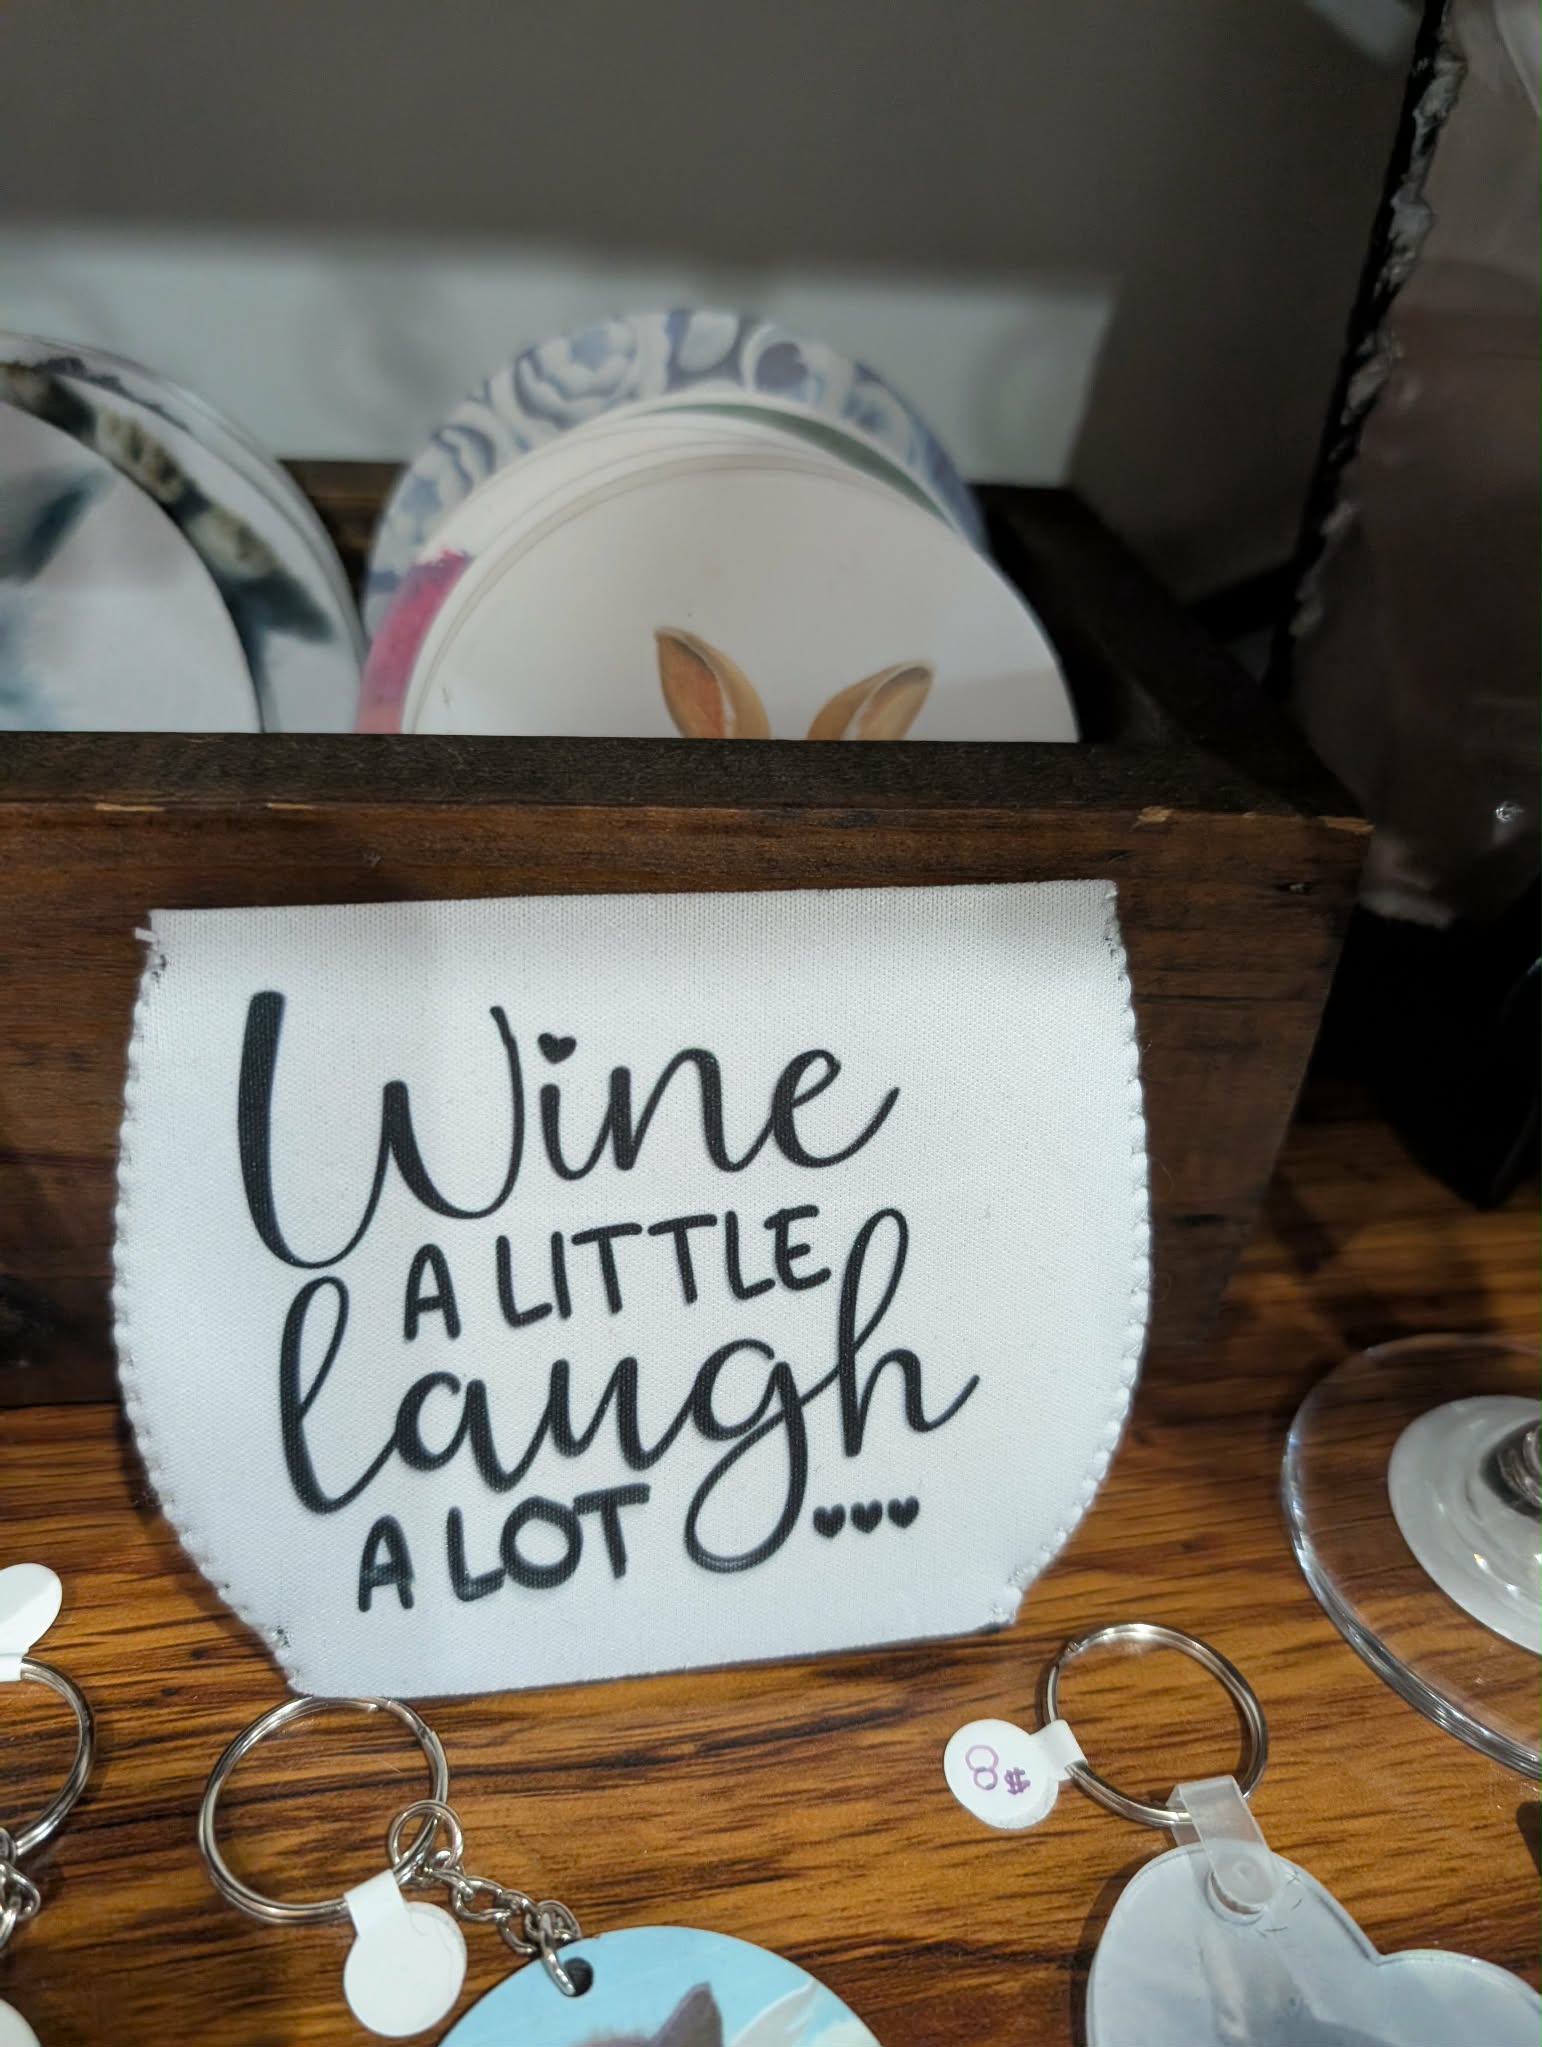 Wine
A LITTLE
laugh
A LOT
8$